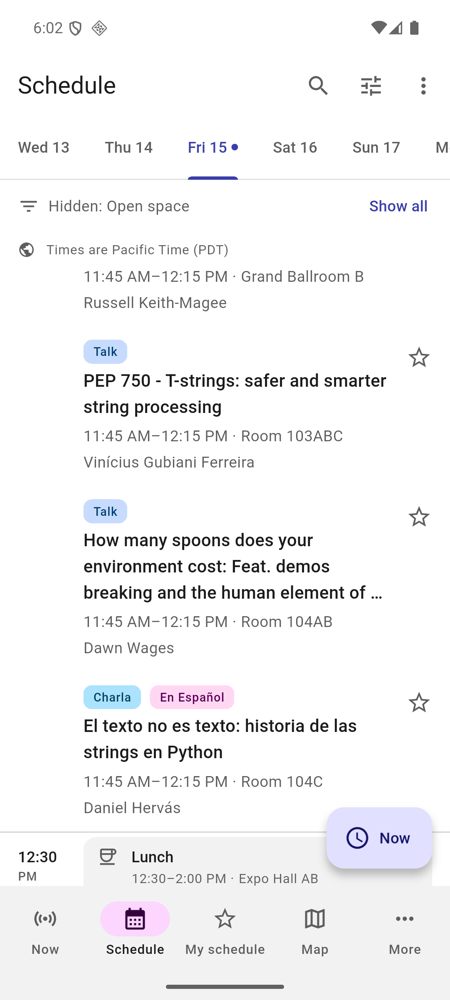 6:02
Schedule
Wed 13
Thu 14
Fri 15
Sat 16
Sun 17
M
Hidden: Open space
Show all
Times are Pacific Time (PDT)
11:45 AM–12:15 PM · Grand Ballroom B
Russell Keith-Magee
Talk
PEP 750 - T-strings: safer and smarter
string processing
11:45 AM–12:15 PM · Room 103ABC
Vinícius Gubiani Ferreira
Talk
How many spoons does your
environment cost: Feat. demos
breaking and the human element of …
11:45 AM–12:15 PM · Room 104AB
Dawn Wages
Charla
En Español
El texto no es texto: historia de las
strings en Python
11:45 AM–12:15 PM · Room 104C
Daniel Hervás
Now
12:30
PM
Lunch
12:30–2:00 PM · Expo Hall AB
Now
Schedule
My schedule
Map
More